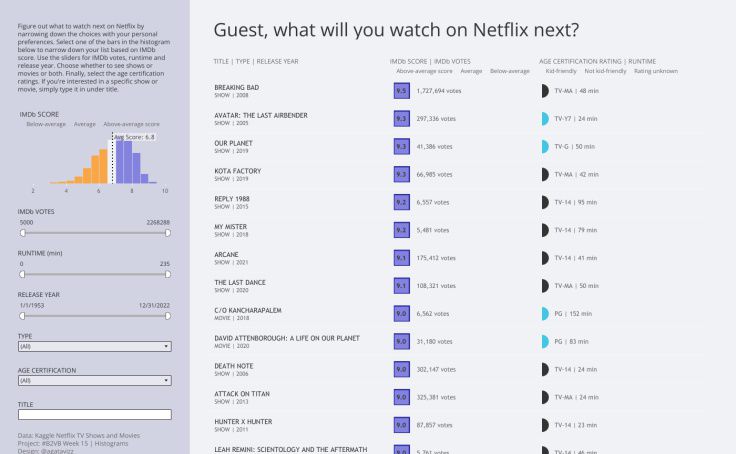 Figure out what to watch next on Netflix by
narrowing down the choices with your personal
preferences. Select one of the bars in the histogram
below to narrow down your list based on IMDb
score. Use the sliders for IMDb votes, runtime and
release year. Choose whether to see shows or
movies or both. Finally, select the age certification
ratings. If you're interested in a specific show or
movie, simply type it in under title.
IMDb SCORE
Below-average Average Above-average score
Avg Score: 6.8
2 4 6 8 10
IMDb VOTES
5000 2268288
RUNTIME (min)
0 235
RELEASE YEAR
1/1/1953 12/31/2022
TYPE
(All)
AGE CERTIFICATION
(All)
TITLE
Data: Kaggle Netflix TV Shows and Movies
Project: #B2VB Week 15 | Histograms
Design: @agatavizz
Guest, what will you watch on Netflix next?
TITLE | TYPE | RELEASE YEAR IMDb SCORE | IMDb VOTES AGE CERTIFICATION RATING | RUNTIME
Above-average score Average Below-average Kid-friendly Not kid-friendly Rating unknown
BREAKING BAD
SHOW | 2008
9.5 1,727,694 votes TV-MA | 48 min
AVATAR: THE LAST AIRBENDER
SHOW | 2005
9.3 297,336 votes TV-Y7 | 24 min
OUR PLANET
SHOW | 2019
9.3 41,386 votes TV-G | 50 min
KOTA FACTORY
SHOW | 2019
9.3 66,985 votes TV-MA | 42 min
REPLY 1988
SHOW | 2015
9.2 6,557 votes TV-14 | 95 min
MY MISTER
SHOW | 2018
9.2 5,481 votes TV-14 | 79 min
ARCANE
SHOW | 2021
9.1 175,412 votes TV-14 | 41 min
THE LAST DANCE
SHOW | 2020
9.1 108,321 votes TV-MA | 50 min
C/O KANCHARAPALEM
MOVIE | 2018
9.0 6,562 votes PG | 152 min
DAVID ATTENBOROUGH: A LIFE ON OUR PLANET
MOVIE | 2020
9.0 31,180 votes PG | 83 min
DEATH NOTE
SHOW | 2006
9.0 302,147 votes TV-14 | 24 min
ATTACK ON TITAN
SHOW | 2013
9.0 325,381 votes TV-MA | 24 min
HUNTER X HUNTER
SHOW | 2011
9.0 87,857 votes TV-14 | 23 min
LEAH REMINI: SCIENTOLOGY AND THE AFTERMATH
9.0 5,761 votes TV-14 | 46 min